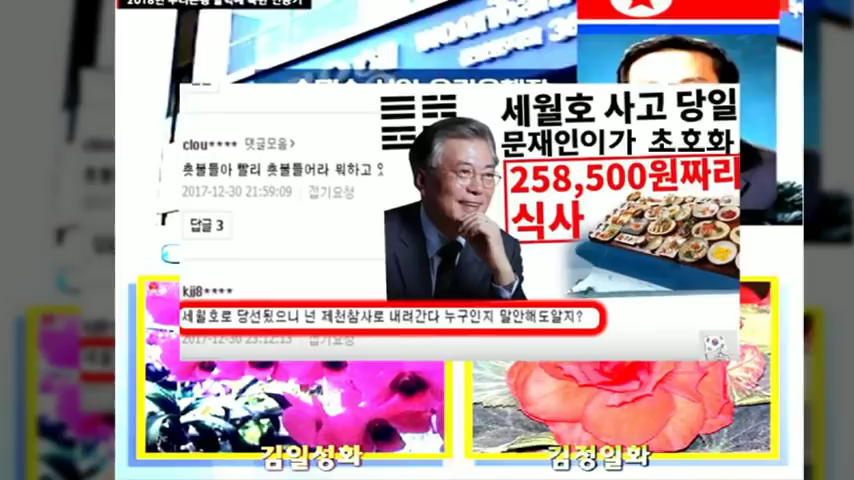 세월호 사고 당일
문재인이가 초호화
258,500원짜리
식사
clou**** 댓글모음>
촛불들아 빨리 촛불들어라 뭐하고 있
2017-12-30 21:59:09 | 접기요청
답글 3
kjj8****
세월호로 당선됬으니 넌 제천참사로 내려간다 누구인지 말안해도알지?
2017-12-30 23:12:13 | 접기요청
김일성화
김정일화